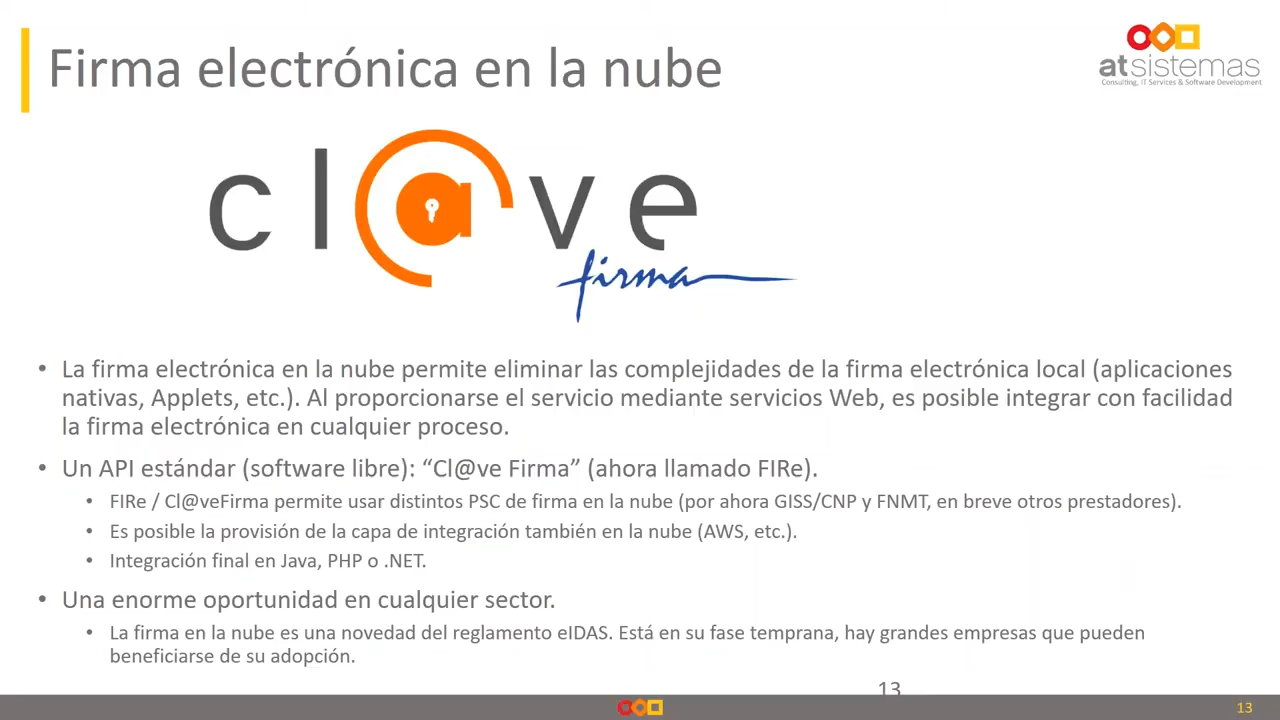 Firma electrónica en la nube
atsistemas
Consulting, IT Services & Software Development
cl@ve
firma
• La firma electrónica en la nube permite eliminar las complejidades de la firma electrónica local (aplicaciones
nativas, Applets, etc.). Al proporcionarse el servicio mediante servicios Web, es posible integrar con facilidad
la firma electrónica en cualquier proceso.
• Un API estándar (software libre): “Cl@ve Firma” (ahora llamado FIRe).
• FIRe / Cl@veFirma permite usar distintos PSC de firma en la nube (por ahora GISS/CNP y FNMT, en breve otros prestadores).
• Es posible la provisión de la capa de integración también en la nube (AWS, etc.).
• Integración final en Java, PHP o .NET.
• Una enorme oportunidad en cualquier sector.
• La firma en la nube es una novedad del reglamento eIDAS. Está en su fase temprana, hay grandes empresas que pueden
beneficiarse de su adopción.
13
13